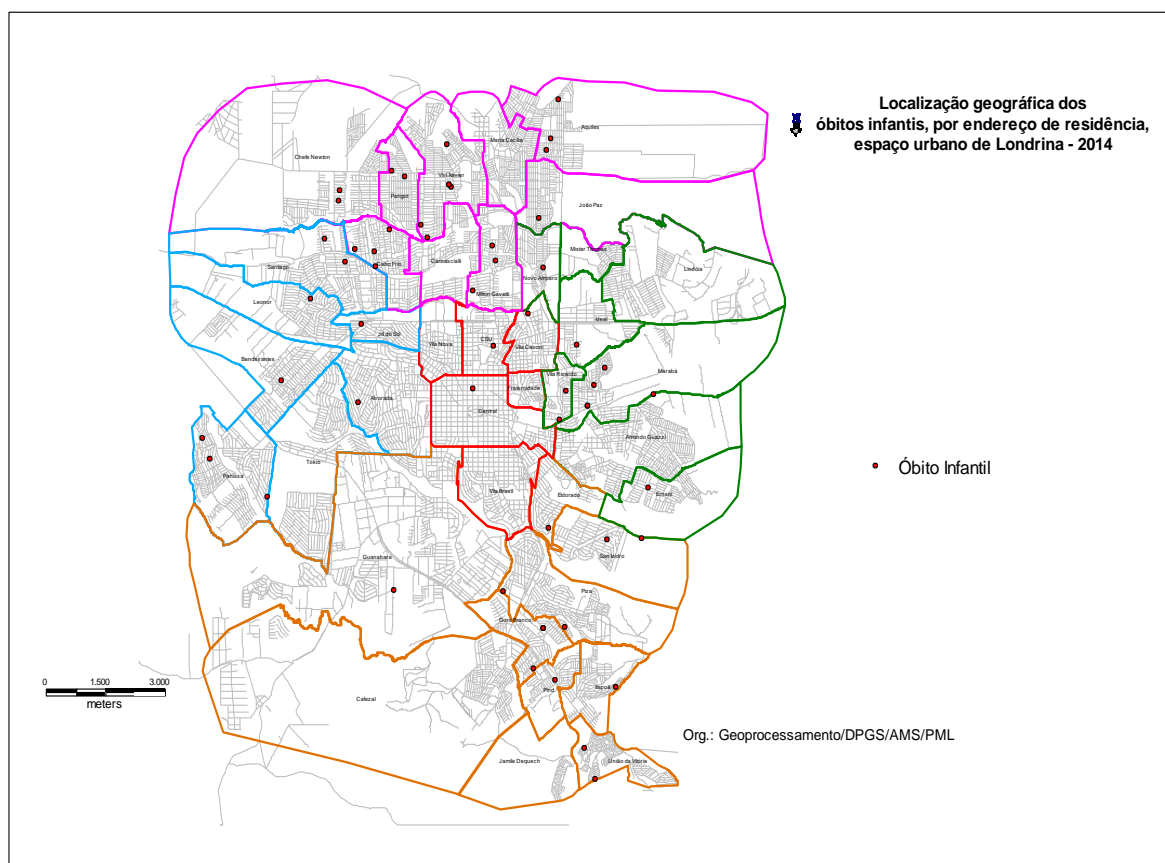 Localização geográfica dos
óbitos infantis, por endereço de residência,
espaço urbano de Londrina - 2014
Aquiles
Maria Cecília
Chefe Newton
Vivi Xavier
Parigot
João Paz
Mister Thomas
Cabo Frio
Carnascialli
Santiago
Lindóia
Novo Amparo
Milton Gavetti
Leonor
Ideal
Jd do Sol
Vila Nova
CSU
Vila Casoni
Bandeirantes
Marabá
Vila Ricardo
Fraternidade
Alvorada
Central
Armindo Guazzi
Óbito Infantil
Tókio
Panissa
Ernani
Vila Brasil
Eldorado
San Izidro
Guanabara
Piza
Ouro Branco
Pind
Itapoá
Cafezal
0 1.500 3.000
meters
Org.: Geoprocessamento/DPGS/AMS/PML
Jamile Dequech
União da Vitória